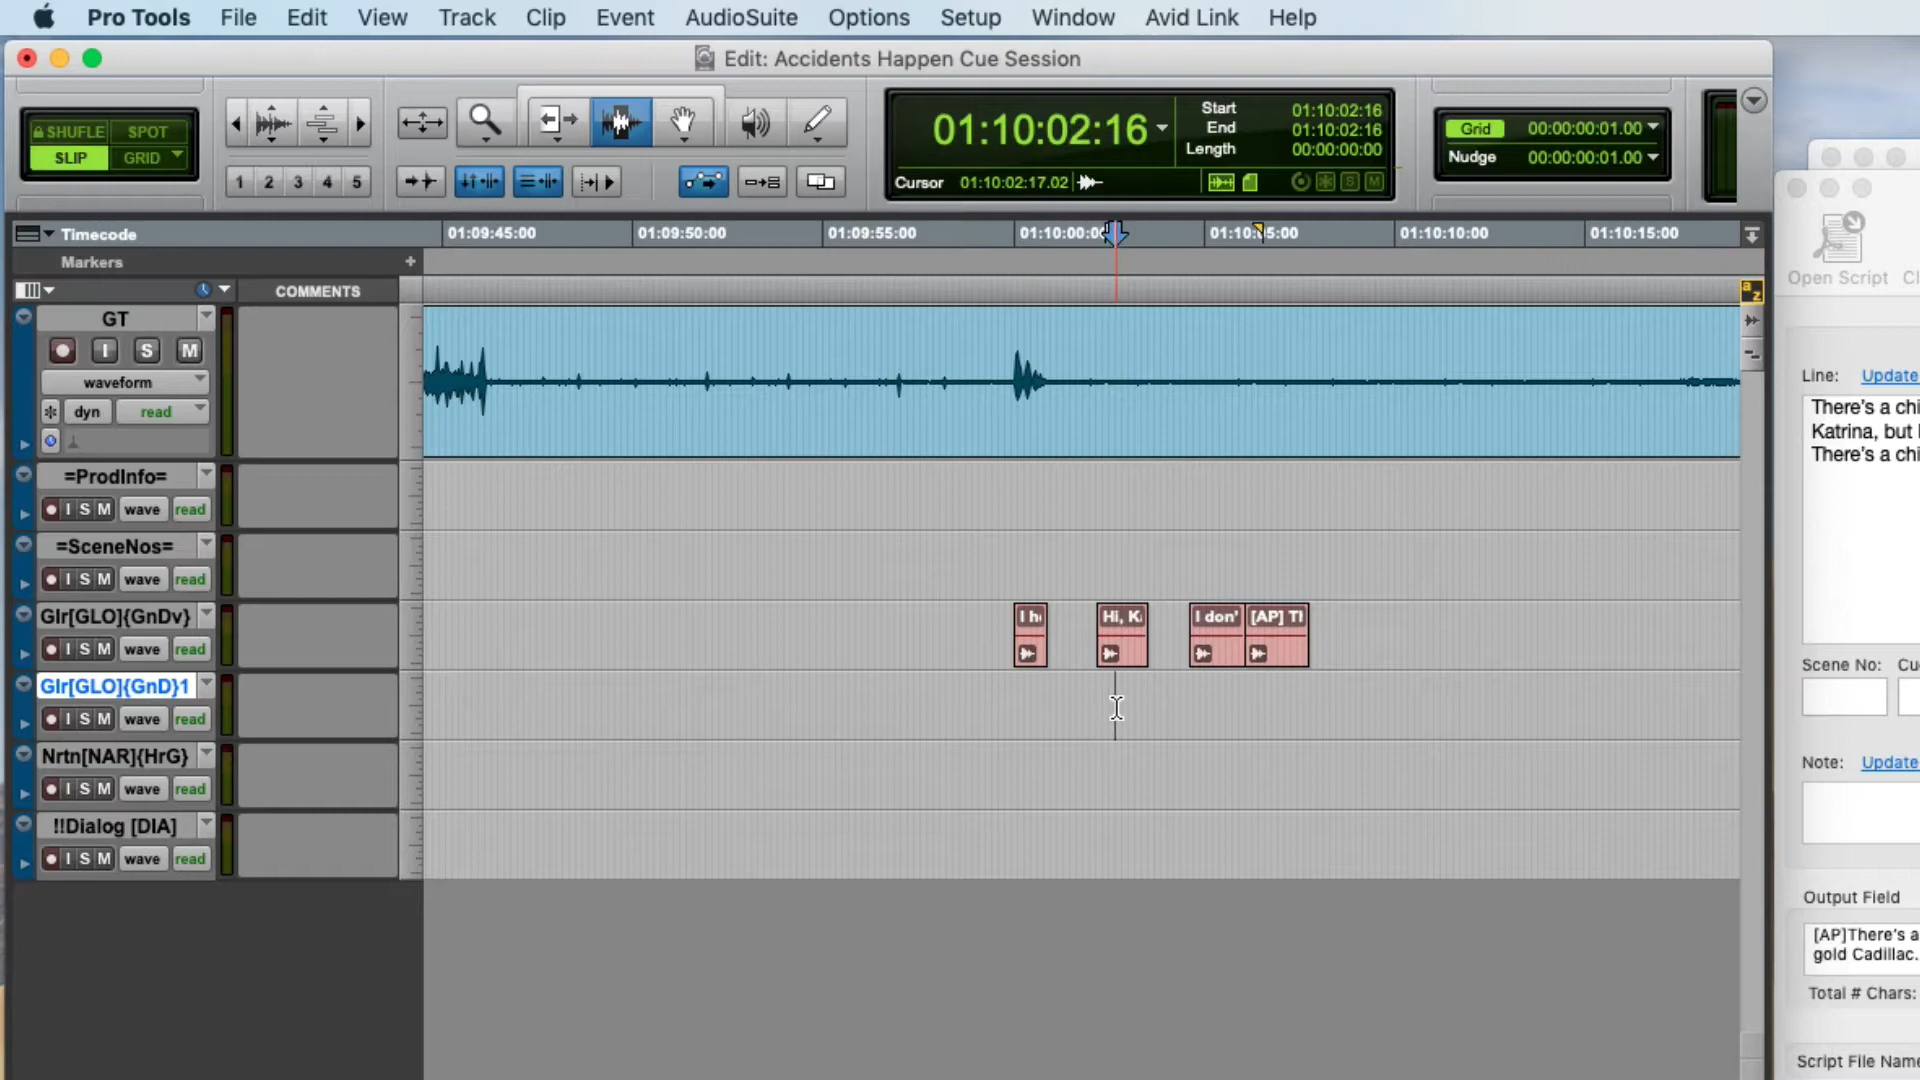 Pro Tools File Edit View Track Clip Event AudioSuite Options Setup Window Avid Link Help
Edit: Accidents Happen Cue Session
SHUFLE SPOT
SLIP GRID
1 2 3 4 5
01:10:02:16
Start 01:10:02:16
End 01:10:02:16
Length 00:00:00:00
Cursor 01:10:02:17.02
S M
Grid 00:00:00:01.00
Nudge 00:00:00:01.00
Timecode
01:09:45:00 01:09:50:00 01:09:55:00 01:10:00:0 01:10:05:00 01:10:10:00 01:10:15:00
Markers +
COMMENTS
a z
GT
I S M
waveform
dyn read
=ProdInfo=
I S M wave read
=SceneNos=
I S M wave read
Glr[GLO]{GnDv}
I S M wave read
I h
Hi, K
I don'
[AP] Tl
Glr[GLO]{GnD}1
I S M wave read
Nrtn[NAR]{HrG}
I S M wave read
!!Dialog [DIA]
I S M wave read
Open Script Cl
Line: Update
There's a chi
Katrina, but
There's a chi
Scene No: Cu
Note: Update
Output Field
[AP]There's a
gold Cadillac.
Total # Chars:
Script File Name